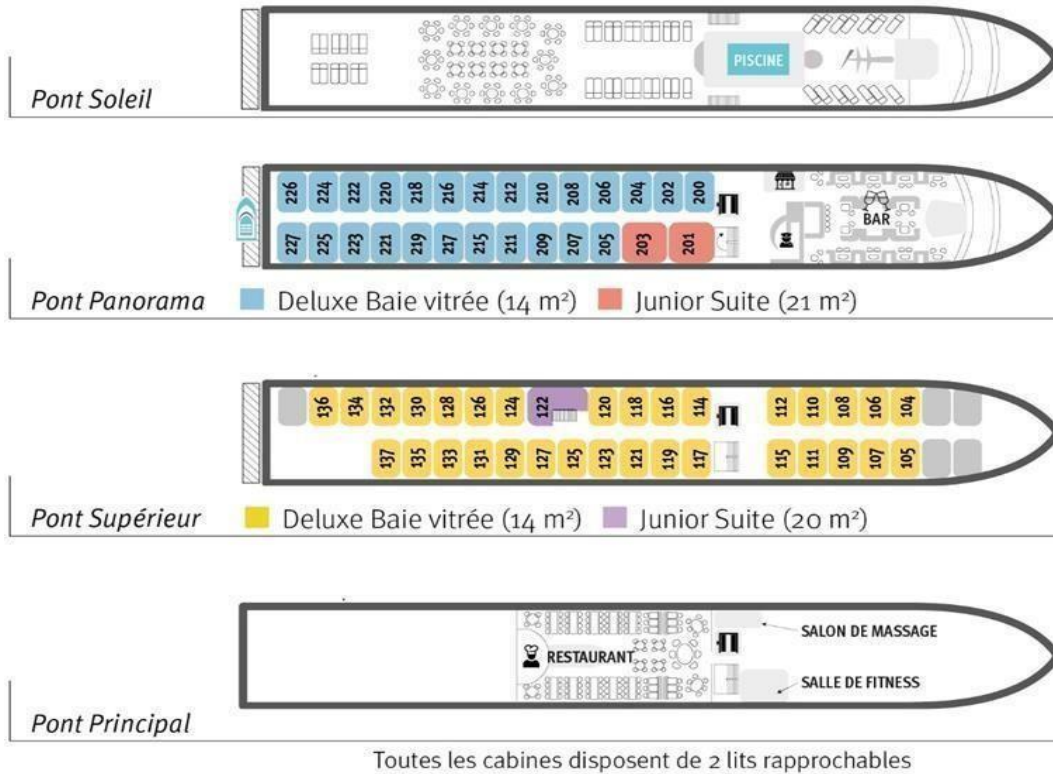 PISCINE
Pont Soleil
226 224 222 220 218 216 214 212 210 208 206 204 202 200
BAR
227 225 223 221 219 217 215 211 209 207 205 203 201
Pont Panorama Deluxe Baie vitrée (14 m²) Junior Suite (21 m²)
136 134 132 130 128 126 124 122 120 118 116 114 112 110 108 106 104
137 135 133 131 129 127 125 123 121 119 117 115 111 109 107 105
Pont Supérieur Deluxe Baie vitrée (14 m²) Junior Suite (20 m²)
SALON DE MASSAGE
RESTAURANT
SALLE DE FITNESS
Pont Principal
Toutes les cabines disposent de 2 lits rapprochables